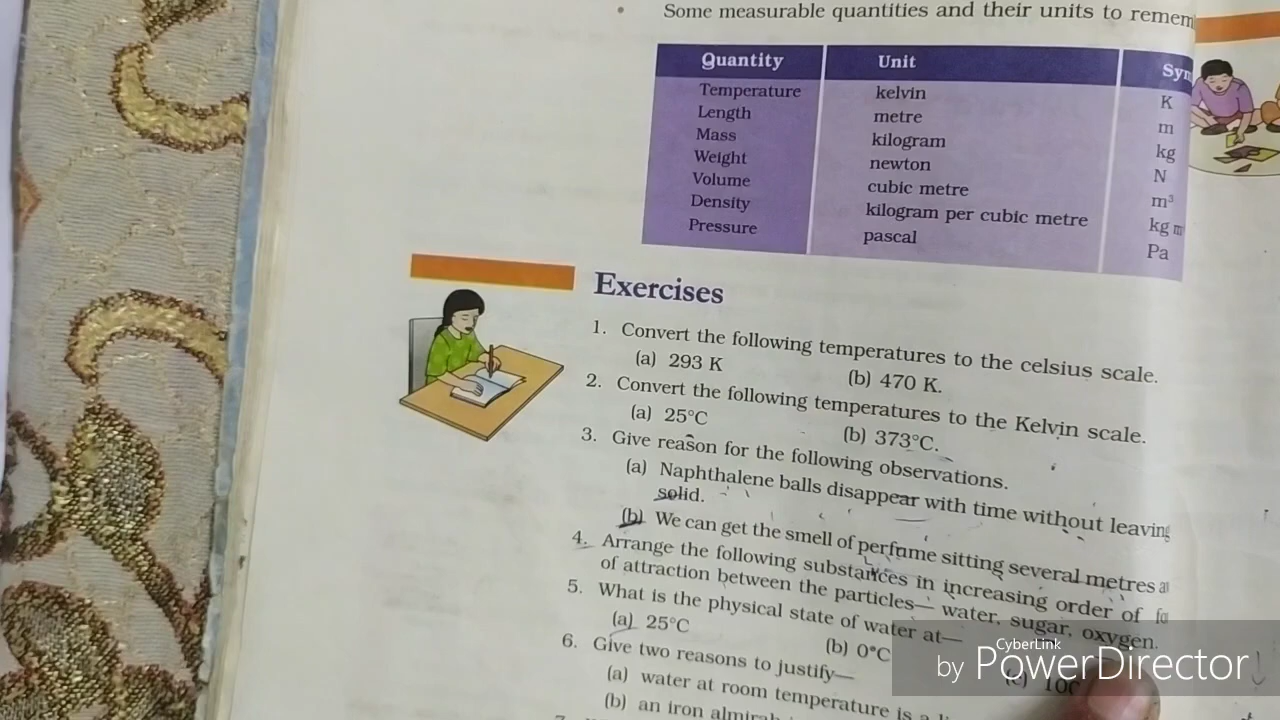 Some measurable quantities and their units to
Quantity Unit
Temperature kelvin K
Length metre m
Mass kilogram kg
Weight newton N
Volume cubic metre m³
Density kilogram per cubic metre kg m
Pressure pascal Pa
Exercises
1. Convert the following temperatures to the celsius scale.
(a) 293 K (b) 470 K.
2. Convert the following temperatures to the Kelvin scale.
(a) 25°C (b) 373°C.
3. Give reason for the following observations.
(a) Naphthalene balls disappear with time without leaving
solid.
(b) We can get the smell of perfume sitting several metres
4. Arrange the following substances in increasing order of
of attraction between the particles— water, sugar, oxygen.
5. What is the physical state of water at—
(a) 25°C (b) 0°C (c)
6. Give two reasons to justify—
(a) water at room temperature is a
(b) an iron almirah
CyberLink
by PowerDirector